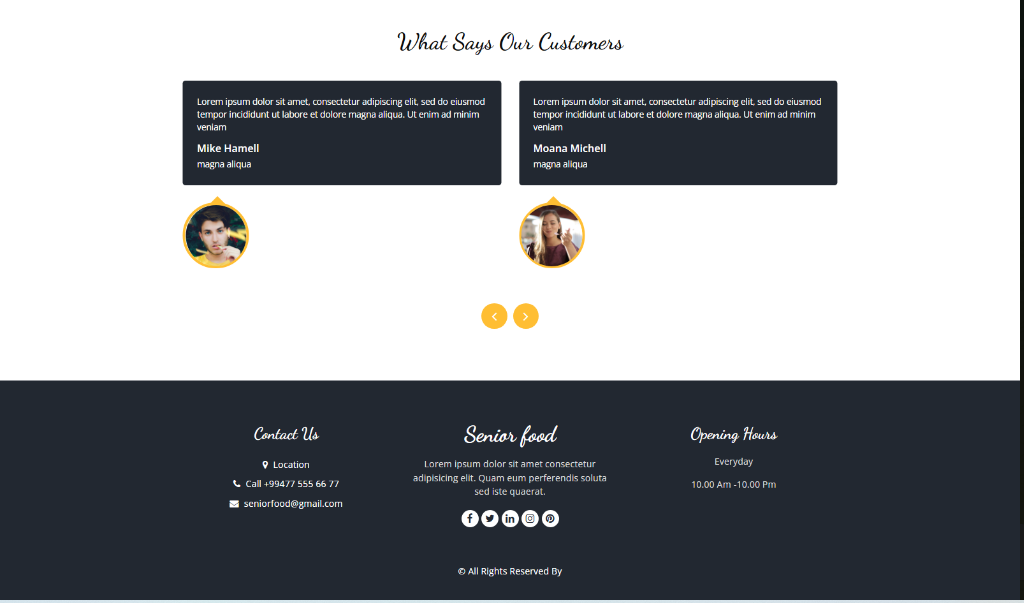 What Says Our Customers
Lorem ipsum dolor sit amet, consectetur adipiscing elit, sed do eiusmod
tempor incididunt ut labore et dolore magna aliqua. Ut enim ad minim
veniam
Mike Hamell
magna aliqua
Lorem ipsum dolor sit amet, consectetur adipiscing elit, sed do eiusmod
tempor incididunt ut labore et dolore magna aliqua. Ut enim ad minim
veniam
Moana Michell
magna aliqua
Contact Us
Location
Call +99477 555 66 77
seniorfood@gmail.com
Senior food
Lorem ipsum dolor sit amet consectetur
adipisicing elit. Quam eum perferendis soluta
sed iste quaerat.
Opening Hours
Everyday
10.00 Am -10.00 Pm
© All Rights Reserved By